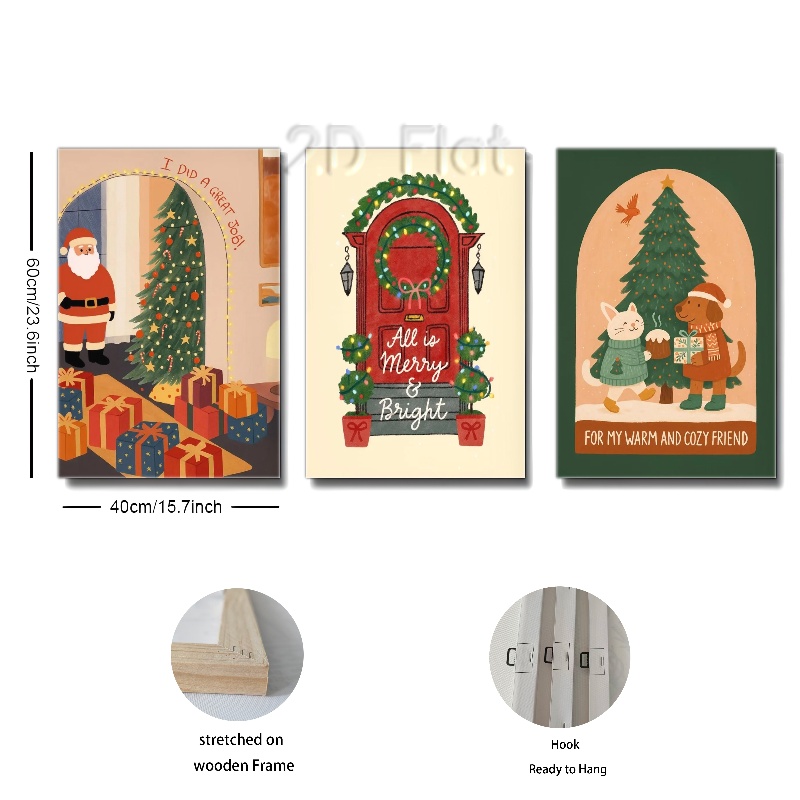 2D Flat
I DID A GREAT JOB!
All is
Merry
&
Bright
FOR MY WARM AND COZY FRIEND
60cm/23.6inch
40cm/15.7inch
stretched on
wooden Frame
Hook
Ready to Hang